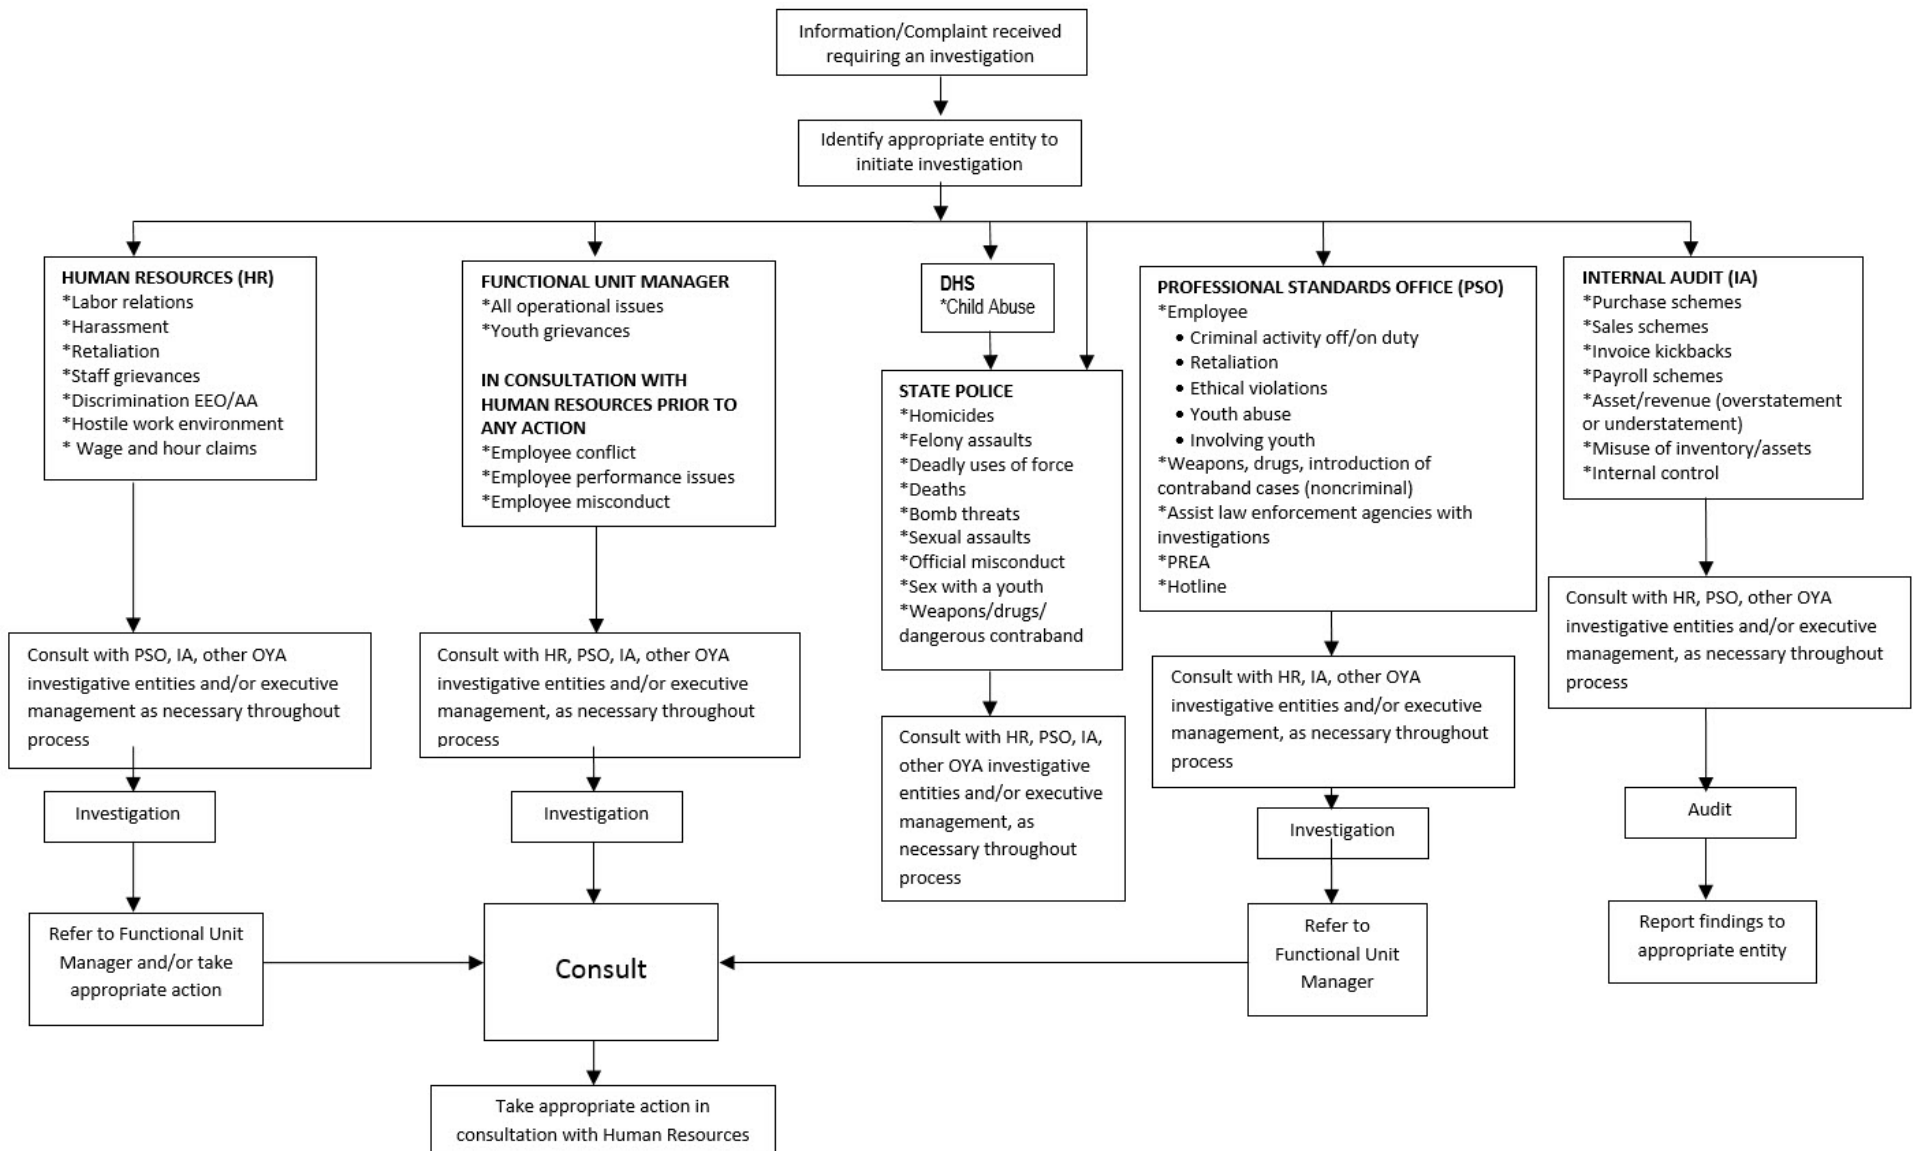 Information/Complaint received
requiring an investigation
Identify appropriate entity to
initiate investigation
HUMAN RESOURCES (HR)
*Labor relations
*Harassment
*Retaliation
*Staff grievances
*Discrimination EEO/AA
*Hostile work environment
* Wage and hour claims
FUNCTIONAL UNIT MANAGER
*All operational issues
*Youth grievances
IN CONSULTATION WITH
HUMAN RESOURCES PRIOR TO
ANY ACTION
*Employee conflict
*Employee performance issues
*Employee misconduct
DHS
*Child Abuse
STATE POLICE
*Homicides
*Felony assaults
*Deadly uses of force
*Deaths
*Bomb threats
*Sexual assaults
*Official misconduct
*Sex with a youth
*Weapons/drugs/
dangerous contraband
PROFESSIONAL STANDARDS OFFICE (PSO)
*Employee
• Criminal activity off/on duty
• Retaliation
• Ethical violations
• Youth abuse
• Involving youth
*Weapons, drugs, introduction of
contraband cases (noncriminal)
*Assist law enforcement agencies with
investigations
*PREA
*Hotline
INTERNAL AUDIT (IA)
*Purchase schemes
*Sales schemes
*Invoice kickbacks
*Payroll schemes
*Asset/revenue (overstatement
or understatement)
*Misuse of inventory/assets
*Internal control
Consult with PSO, IA, other OYA
investigative entities and/or executive
management as necessary throughout
process
Consult with HR, PSO, IA, other OYA
investigative entities and/or executive
management, as necessary throughout
process
Consult with HR, PSO, IA,
other OYA investigative
entities and/or executive
management, as
necessary throughout
process
Consult with HR, IA, other OYA
investigative entities and/or executive
management, as necessary throughout
process
Consult with HR, PSO, other OYA
investigative entities and/or executive
management, as necessary throughout
process
Investigation
Investigation
Investigation
Audit
Refer to Functional Unit
Manager and/or take
appropriate action
Consult
Refer to
Functional Unit
Manager
Report findings to
appropriate entity
Take appropriate action in
consultation with Human Resources